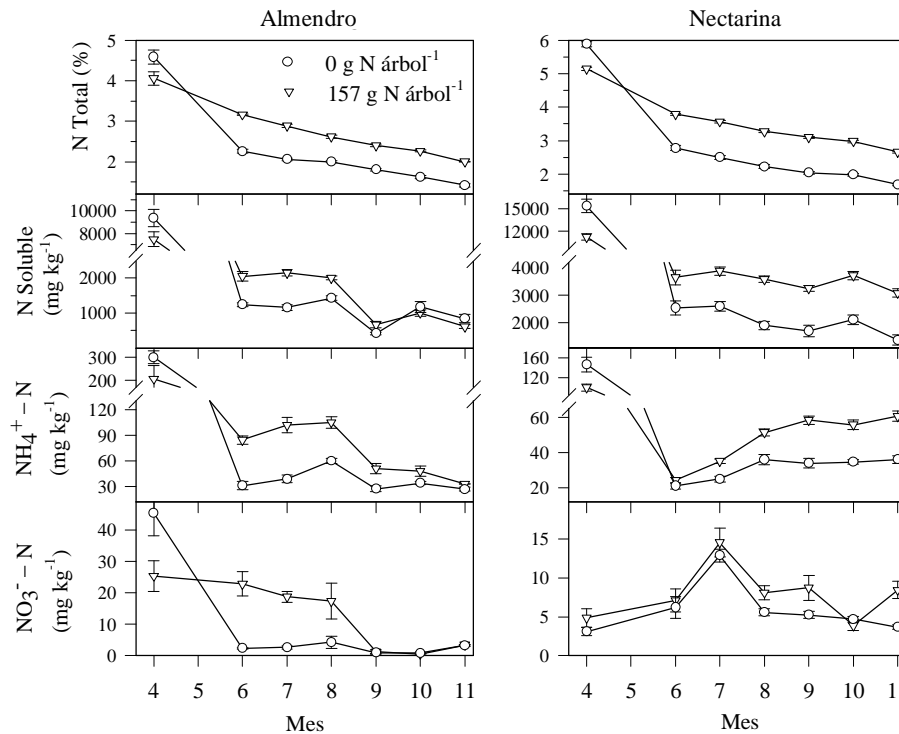 Almendro
Nectarina
N Total (%)
5
4
3
2
0 g N árbol⁻¹
157 g N árbol⁻¹
6
5
4
3
2
N Soluble
(mg kg⁻¹)
10000
8000
2000
1000
15000
12000
4000
3000
2000
NH₄⁺ – N
(mg kg⁻¹)
300
200
90
60
30
160
120
60
40
20
NO₃⁻ – N
(mg kg⁻¹)
40
30
20
10
0
15
10
5
0
4 5 6 7 8 9 10 11
4 5 6 7 8 9 10 1
Mes
Mes